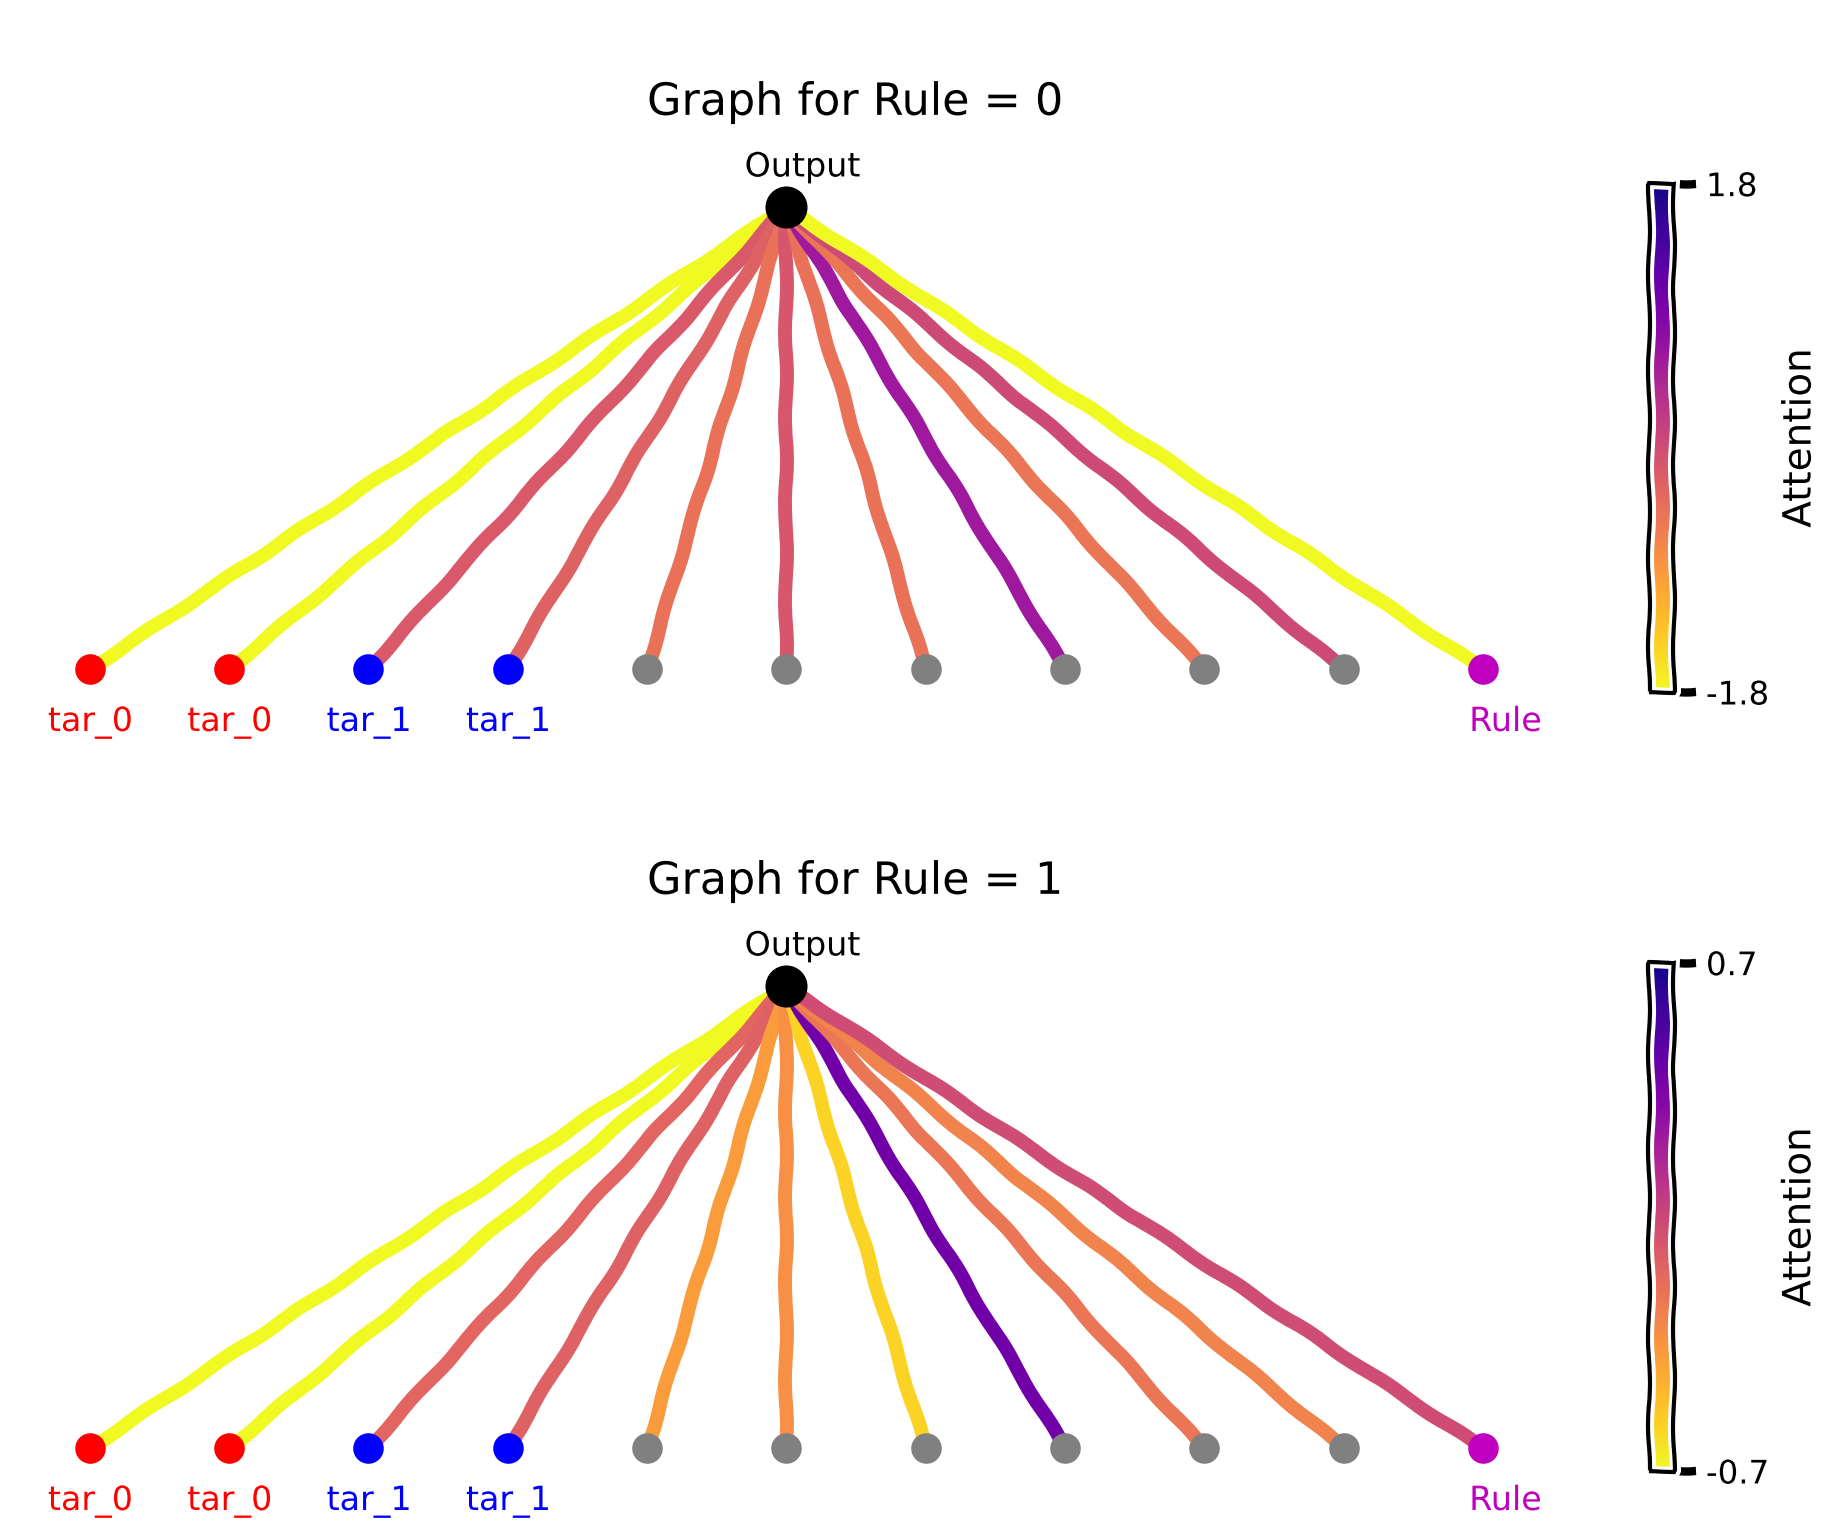 Graph for Rule = 0
Output
1.8
Attention
-1.8
tar_0 tar_0 tar_1 tar_1 Rule
Graph for Rule = 1
Output
0.7
Attention
-0.7
tar_0 tar_0 tar_1 tar_1 Rule